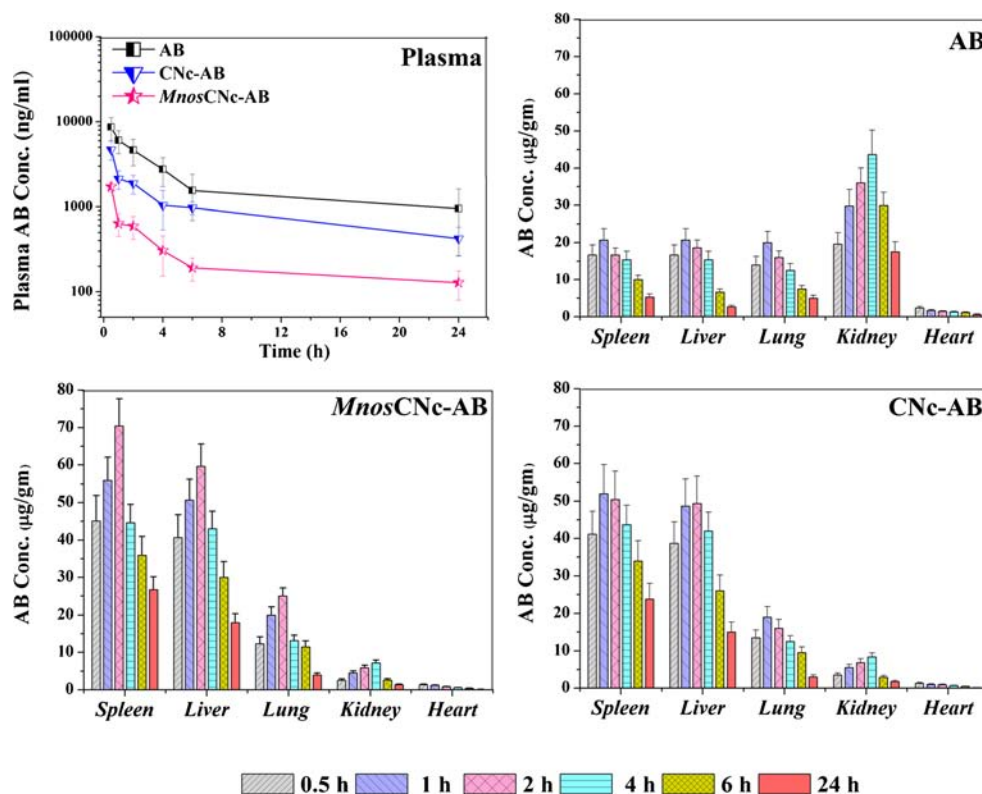 Plasma
AB
CNc-AB
MnosCNc-AB
Plasma AB Conc. (ng/ml)
100000
10000
1000
100
0 4 8 12 16 20 24
Time (h)
AB
AB Conc. (µg/gm)
80
70
60
50
40
30
20
10
0
Spleen Liver Lung Kidney Heart
MnosCNc-AB
AB Conc. (µg/gm)
80
70
60
50
40
30
20
10
0
Spleen Liver Lung Kidney Heart
CNc-AB
AB Conc. (µg/gm)
80
70
60
50
40
30
20
10
0
Spleen Liver Lung Kidney Heart
0.5 h 1 h 2 h 4 h 6 h 24 h